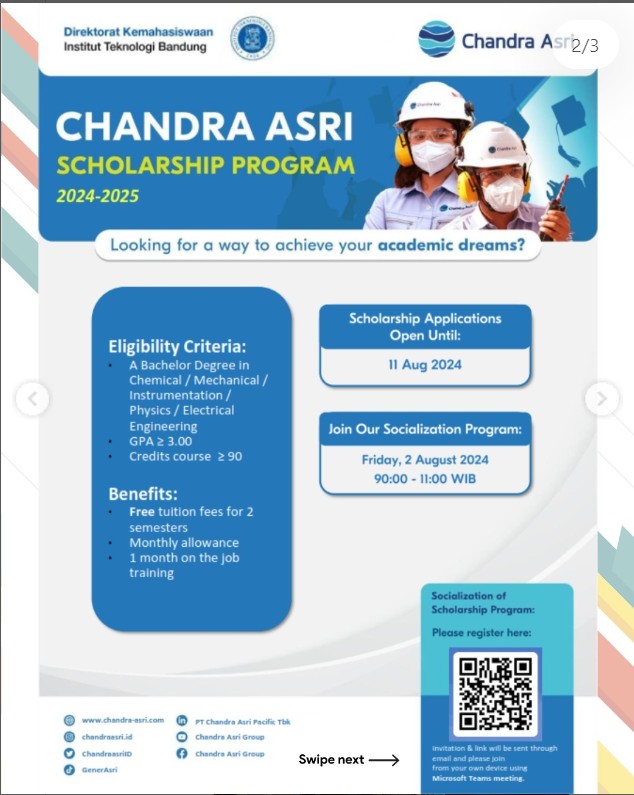 Direktorat Kemahasiswaan
Institut Teknologi Bandung
Chandra Asri
2/3
CHANDRA ASRI
SCHOLARSHIP PROGRAM
2024-2025
Looking for a way to achieve your academic dreams?
Eligibility Criteria:
• A Bachelor Degree in
Chemical / Mechanical /
Instrumentation /
Physics / Electrical
Engineering
• GPA ≥ 3.00
• Credits course ≥ 90
Benefits:
• Free tuition fees for 2
semesters
• Monthly allowance
• 1 month on the job
training
Scholarship Applications
Open Until:
11 Aug 2024
Join Our Socialization Program:
Friday, 2 August 2024
90:00 - 11:00 WIB
Socialization of
Scholarship Program:
Please register here:
Invitation & link will be sent through
email and please join
from your own device using
Microsoft Teams meeting.
www.chandra-asri.com
chandraasri.id
ChandraasriID
GenerAsri
PT Chandra Asri Pacific Tbk
Chandra Asri Group
Chandra Asri Group
Swipe next